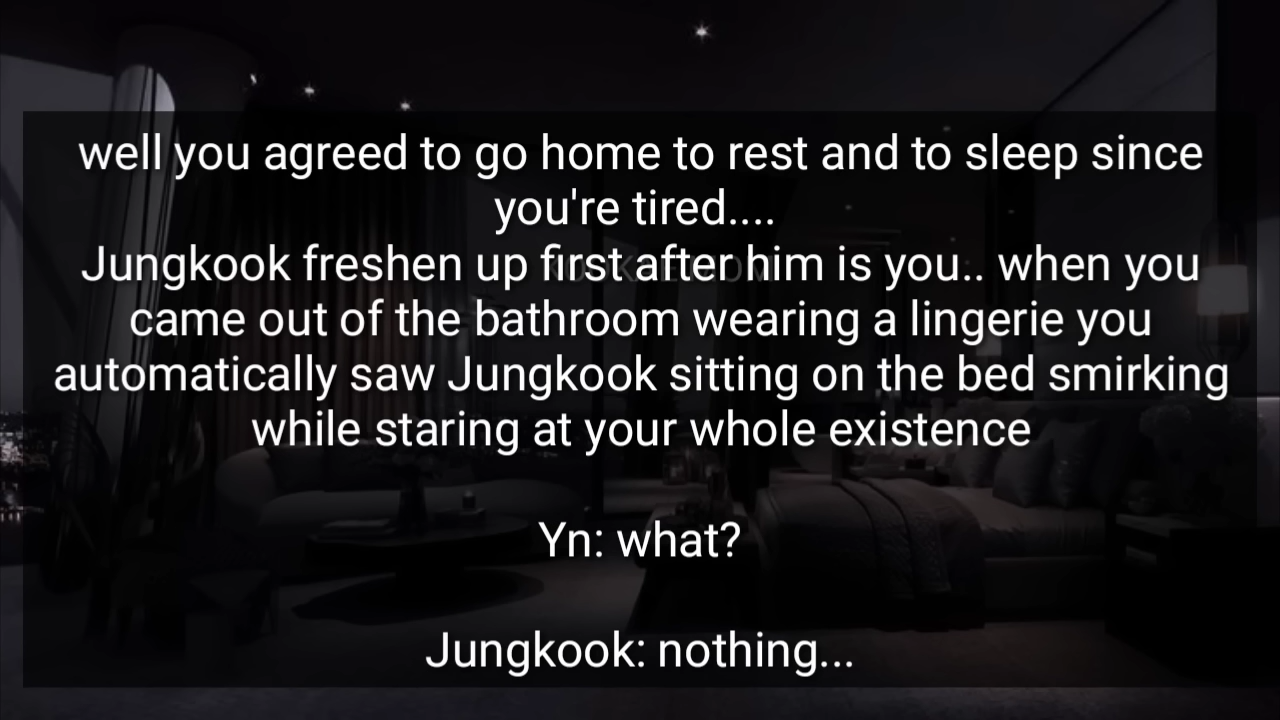 well you agreed to go home to rest and to sleep since
you're tired....
Jungkook freshen up first after him is you.. when you
came out of the bathroom wearing a lingerie you
automatically saw Jungkook sitting on the bed smirking
while staring at your whole existence
Yn: what?
Jungkook: nothing...